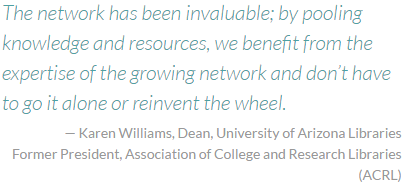 The network has been invaluable; by pooling
knowledge and resources, we benefit from the
expertise of the growing network and don't have
to go it alone or reinvent the wheel.
— Karen Williams, Dean, University of Arizona Libraries
Former President, Association of College and Research Libraries
(ACRL)